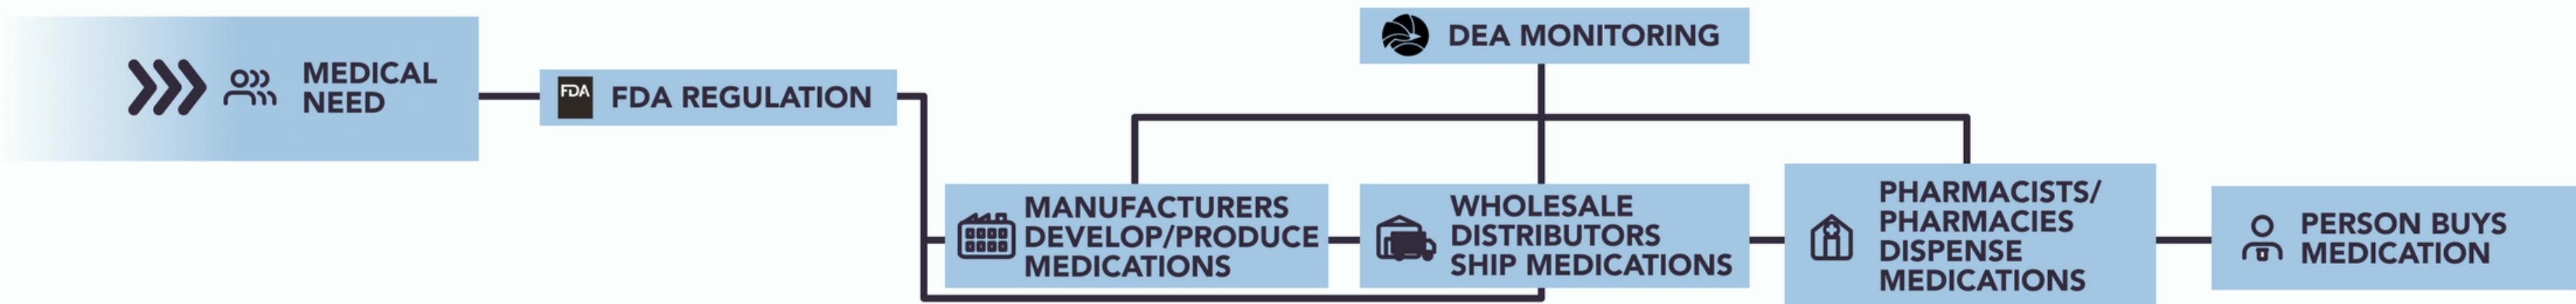 MEDICAL
NEED
FDA
FDA REGULATION
DEA MONITORING
MANUFACTURERS
DEVELOP/PRODUCE
MEDICATIONS
WHOLESALE
DISTRIBUTORS
SHIP MEDICATIONS
PHARMACISTS/
PHARMACIES
DISPENSE
MEDICATIONS
PERSON BUYS
MEDICATION